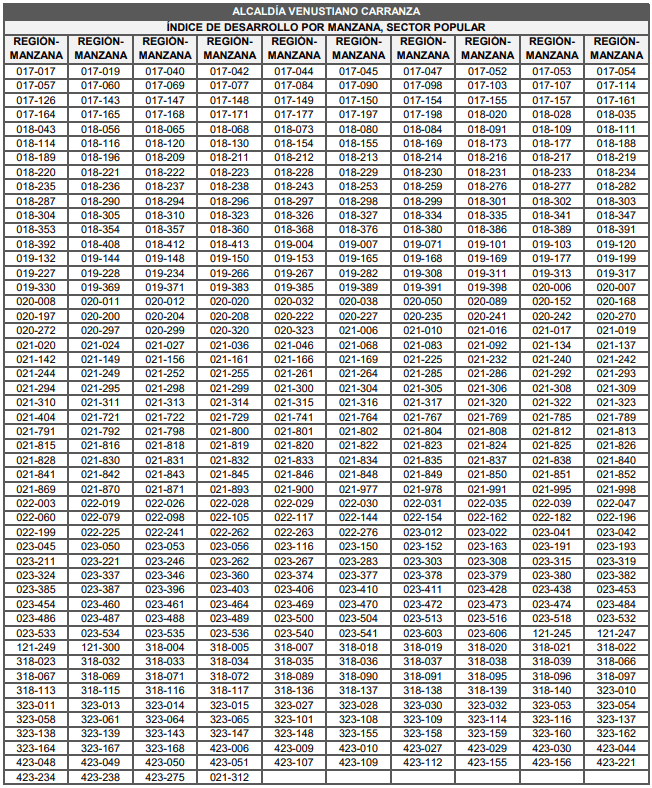 ALCALDÍA VENUSTIANO CARRANZA
ÍNDICE DE DESARROLLO POR MANZANA, SECTOR POPULAR
REGIÓN-MANZANA REGIÓN-MANZANA REGIÓN-MANZANA REGIÓN-MANZANA REGIÓN-MANZANA REGIÓN-MANZANA REGIÓN-MANZANA REGIÓN-MANZANA REGIÓN-MANZANA REGIÓN-MANZANA
017-017 017-019 017-040 017-042 017-044 017-045 017-047 017-052 017-053 017-054
017-057 017-060 017-069 017-077 017-084 017-090 017-098 017-103 017-107 017-114
017-126 017-143 017-147 017-148 017-149 017-150 017-154 017-155 017-157 017-161
017-164 017-165 017-168 017-171 017-177 017-197 017-198 018-020 018-028 018-035
018-043 018-056 018-065 018-068 018-073 018-080 018-084 018-091 018-109 018-111
018-114 018-116 018-120 018-130 018-154 018-155 018-169 018-173 018-177 018-188
018-189 018-196 018-209 018-211 018-212 018-213 018-214 018-216 018-217 018-219
018-220 018-221 018-222 018-223 018-228 018-229 018-230 018-231 018-233 018-234
018-235 018-236 018-237 018-238 018-243 018-253 018-259 018-276 018-277 018-282
018-287 018-290 018-294 018-296 018-297 018-298 018-299 018-301 018-302 018-303
018-304 018-305 018-310 018-323 018-326 018-327 018-334 018-335 018-341 018-347
018-353 018-354 018-357 018-360 018-368 018-376 018-380 018-386 018-389 018-391
018-392 018-408 018-412 018-413 019-004 019-007 019-071 019-101 019-103 019-120
019-132 019-144 019-148 019-150 019-153 019-165 019-168 019-169 019-177 019-199
019-227 019-228 019-234 019-266 019-267 019-282 019-308 019-311 019-313 019-317
019-330 019-369 019-371 019-383 019-385 019-389 019-391 019-398 020-006 020-007
020-008 020-011 020-012 020-020 020-032 020-038 020-050 020-089 020-152 020-168
020-197 020-200 020-204 020-208 020-222 020-227 020-235 020-241 020-242 020-270
020-272 020-297 020-299 020-320 020-323 021-006 021-010 021-016 021-017 021-019
021-020 021-024 021-027 021-036 021-046 021-068 021-083 021-092 021-134 021-137
021-142 021-149 021-156 021-161 021-166 021-169 021-225 021-232 021-240 021-242
021-244 021-249 021-252 021-255 021-261 021-264 021-285 021-286 021-292 021-293
021-294 021-295 021-298 021-299 021-300 021-304 021-305 021-306 021-308 021-309
021-310 021-311 021-313 021-314 021-315 021-316 021-317 021-320 021-322 021-323
021-404 021-721 021-722 021-729 021-741 021-764 021-767 021-769 021-785 021-789
021-791 021-792 021-798 021-800 021-801 021-802 021-804 021-808 021-812 021-813
021-815 021-816 021-818 021-819 021-820 021-822 021-823 021-824 021-825 021-826
021-828 021-830 021-831 021-832 021-833 021-834 021-835 021-837 021-838 021-840
021-841 021-842 021-843 021-845 021-846 021-848 021-849 021-850 021-851 021-852
021-869 021-870 021-871 021-893 021-900 021-977 021-978 021-991 021-995 021-998
022-003 022-019 022-026 022-028 022-029 022-030 022-031 022-035 022-039 022-047
022-060 022-079 022-098 022-105 022-117 022-144 022-154 022-162 022-182 022-196
022-199 022-225 022-241 022-262 022-263 022-276 023-012 023-022 023-041 023-042
023-045 023-050 023-053 023-056 023-116 023-150 023-152 023-163 023-191 023-193
023-211 023-221 023-246 023-262 023-267 023-283 023-303 023-308 023-315 023-319
023-324 023-337 023-346 023-360 023-374 023-377 023-378 023-379 023-380 023-382
023-385 023-387 023-396 023-403 023-406 023-410 023-411 023-428 023-438 023-453
023-454 023-460 023-461 023-464 023-469 023-470 023-472 023-473 023-474 023-484
023-486 023-487 023-488 023-489 023-500 023-504 023-513 023-516 023-518 023-532
023-533 023-534 023-535 023-536 023-540 023-541 023-603 023-606 121-245 121-247
121-249 121-300 318-004 318-005 318-007 318-018 318-019 318-020 318-021 318-022
318-023 318-032 318-033 318-034 318-035 318-036 318-037 318-038 318-039 318-066
318-067 318-069 318-071 318-072 318-089 318-090 318-091 318-095 318-096 318-097
318-113 318-115 318-116 318-117 318-136 318-137 318-138 318-139 318-140 323-010
323-011 323-013 323-014 323-015 323-027 323-028 323-030 323-032 323-053 323-054
323-058 323-061 323-064 323-065 323-101 323-108 323-109 323-114 323-116 323-137
323-138 323-139 323-143 323-147 323-148 323-155 323-158 323-159 323-160 323-162
323-164 323-167 323-168 423-006 423-009 423-010 423-027 423-029 423-030 423-044
423-048 423-049 423-050 423-051 423-107 423-109 423-112 423-155 423-156 423-221
423-234 423-238 423-275 021-312